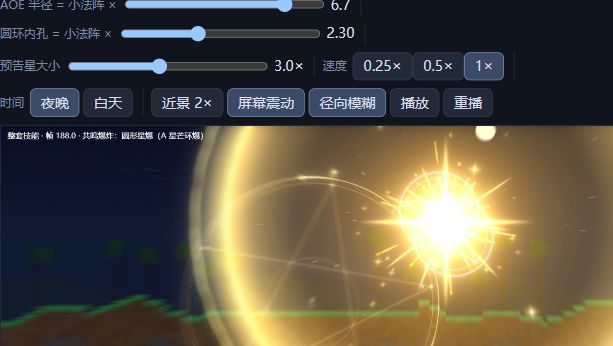 AOE 半径 = 小法阵 × 6.7
圆环内孔 = 小法阵 × 2.30
预告星大小 3.0× 速度 0.25× 0.5× 1×
时间 夜晚 白天 近景 2× 屏幕震动 径向模糊 播放 重播
整套技能 · 帧 188.0 · 共鸣爆炸：圆形星爆（A 星芒环爆）